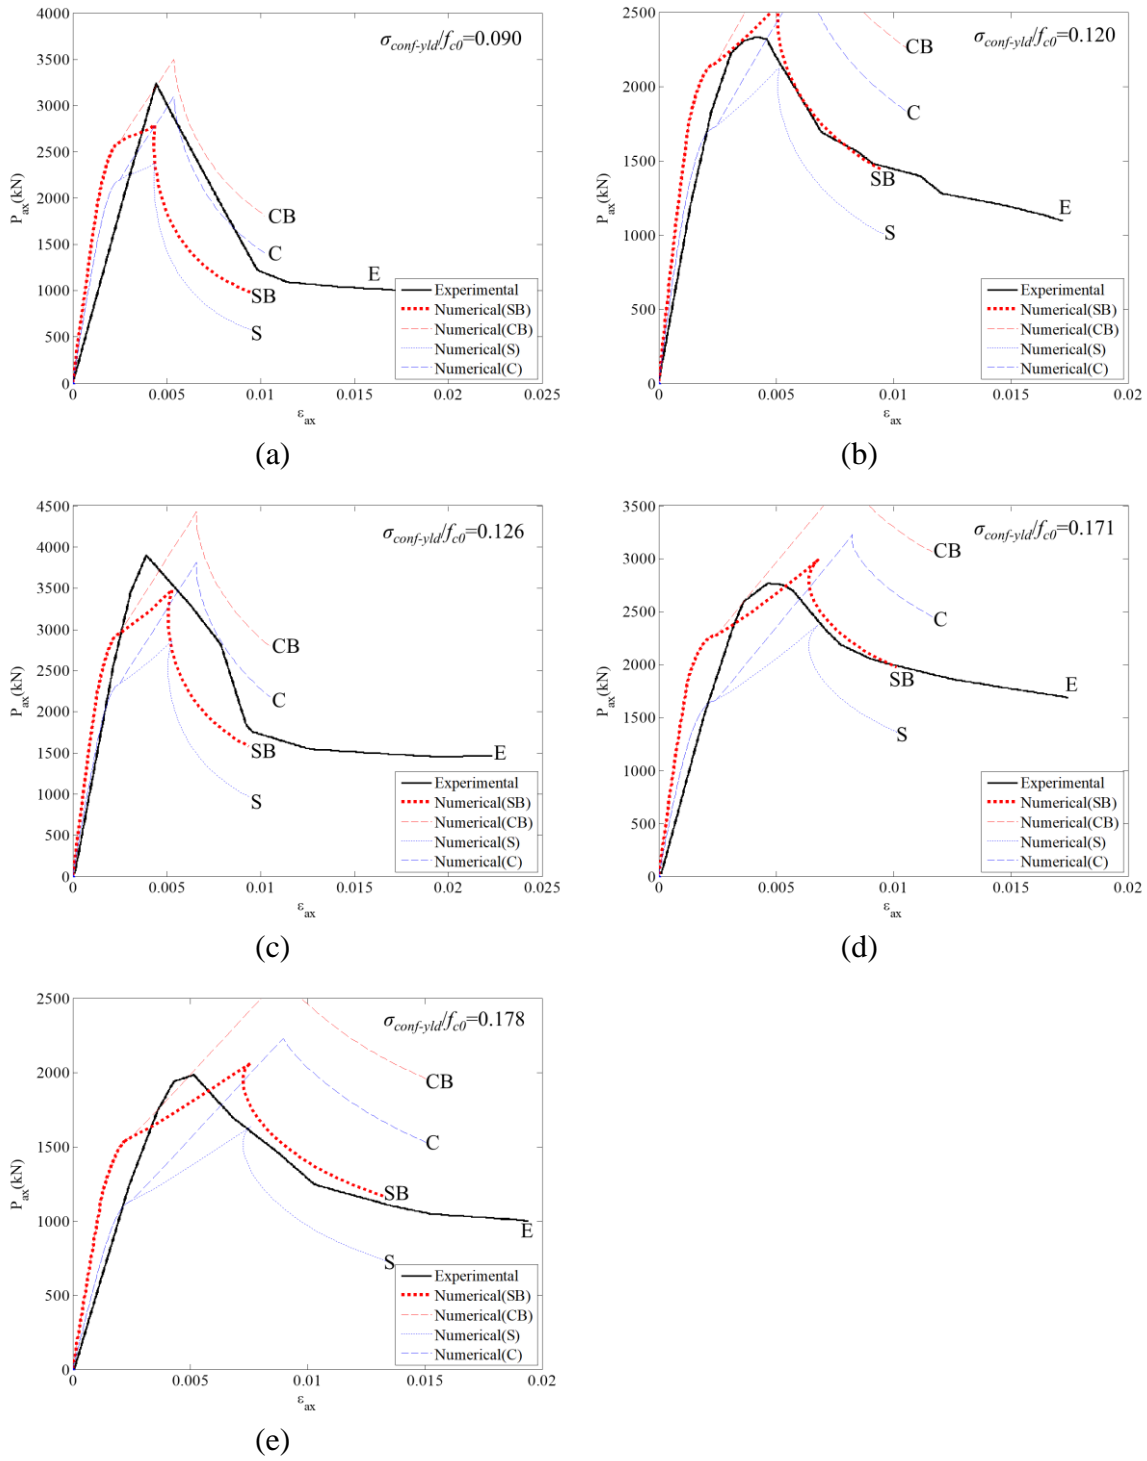 σconf-yld/fc0=0.090
Pax(kN)
4000
3500
3000
2500
2000
1500
1000
500
0
CB
C
E
SB
S
Experimental
Numerical(SB)
Numerical(CB)
Numerical(S)
Numerical(C)
0 0.005 0.01 0.015 0.02 0.025
εax
(a)
σconf-yld/fc0=0.120
Pax(kN)
2500
2000
1500
1000
500
0
CB
C
SB
E
S
Experimental
Numerical(SB)
Numerical(CB)
Numerical(S)
Numerical(C)
0 0.005 0.01 0.015 0.02
εax
(b)
σconf-yld/fc0=0.126
Pax(kN)
4500
4000
3500
3000
2500
2000
1500
1000
500
0
CB
C
SB
E
S
Experimental
Numerical(SB)
Numerical(CB)
Numerical(S)
Numerical(C)
0 0.005 0.01 0.015 0.02 0.025
εax
(c)
σconf-yld/fc0=0.171
Pax(kN)
3500
3000
2500
2000
1500
1000
500
0
CB
C
SB
E
S
Experimental
Numerical(SB)
Numerical(CB)
Numerical(S)
Numerical(C)
0 0.005 0.01 0.015 0.02
εax
(d)
σconf-yld/fc0=0.178
Pax(kN)
2500
2000
1500
1000
500
0
CB
C
SB
E
S
Experimental
Numerical(SB)
Numerical(CB)
Numerical(S)
Numerical(C)
0 0.005 0.01 0.015 0.02
εax
(e)